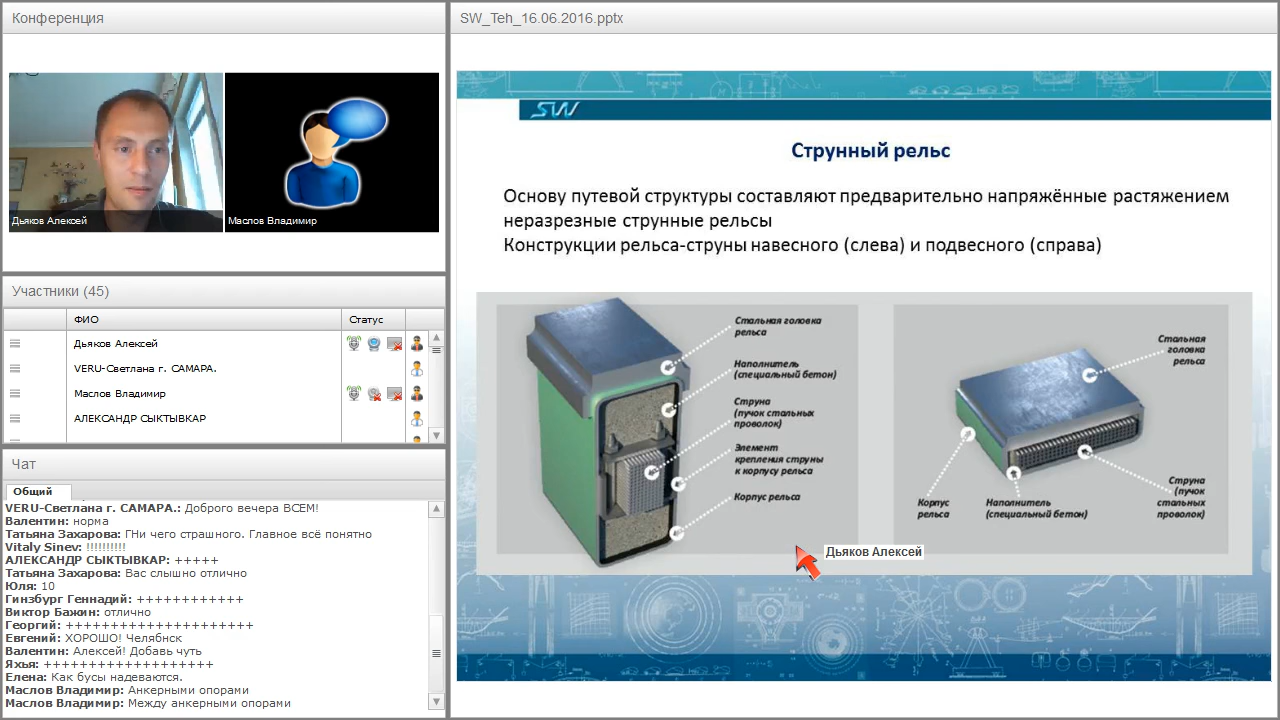 Конференция
Дьяков Алексей
Маслов Владимир
Участники (45)
ФИО
Статус
Дьяков Алексей
VERU-Светлана г. САМАРА.
Маслов Владимир
АЛЕКСАНДР СЫКТЫВКАР
Чат
Общий
VERU-Светлана г. САМАРА.: Доброго вечера ВСЕМ!
Валентин: норма
Татьяна Захарова: ГНи чего страшного. Главное всё понятно
Vitaly Sinev: !!!!!!!!!!
АЛЕКСАНДР СЫКТЫВКАР: +++++
Татьяна Захарова: Вас слышно отлично
Юля: 10
Гинзбург Геннадий: ++++++++++++
Виктор Бажин: отлично
Георгий: +++++++++++++++++++++
Евгений: ХОРОШО! Челябнск
Валентин: Алексей! Добавь чуть
Яхья: +++++++++++++++++++
Елена: Как бусы надеваются.
Маслов Владимир: Анкерными опорами
Маслов Владимир: Между анкерными опорами
SW_Teh_16.06.2016.pptx
SW
Струнный рельс
Основу путевой структуры составляют предварительно напряжённые растяжением
неразрезные струнные рельсы
Конструкции рельса-струны навесного (слева) и подвесного (справа)
Стальная головка
рельса
Наполнитель
(специальный бетон)
Струна
(пучок стальных
проволок)
Элемент
крепления струны
к корпусу рельса
Корпус рельса
Стальная
головка
рельса
Корпус
рельса
Наполнитель
(специальный бетон)
Струна
(пучок
стальных
проволок)
Дьяков Алексей